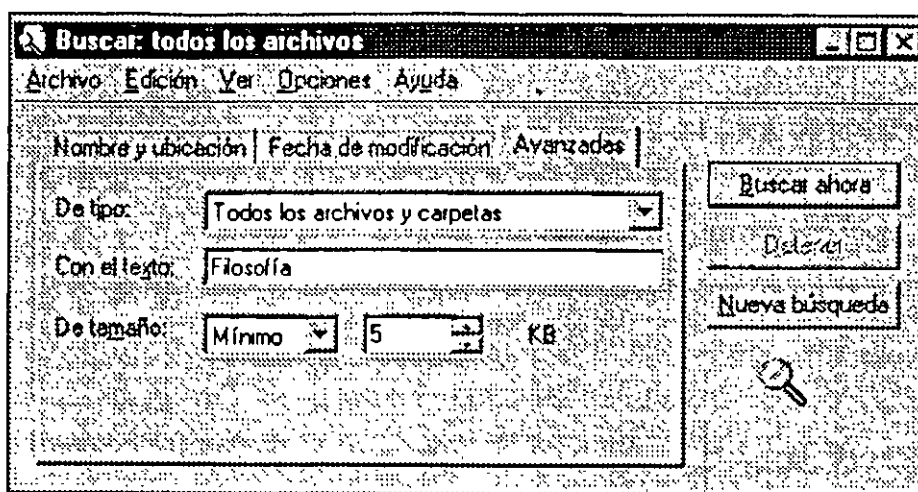 Buscar: todos los archivos
Archivo Edición Ver Opciones Ayuda
Nombre y ubicación Fecha de modificación Avanzadas
De tipo: Todos los archivos y carpetas
Buscar ahora
Con el texto: Filosofía
Detener
De tamaño: Mínimo 5 KB
Nueva búsqueda